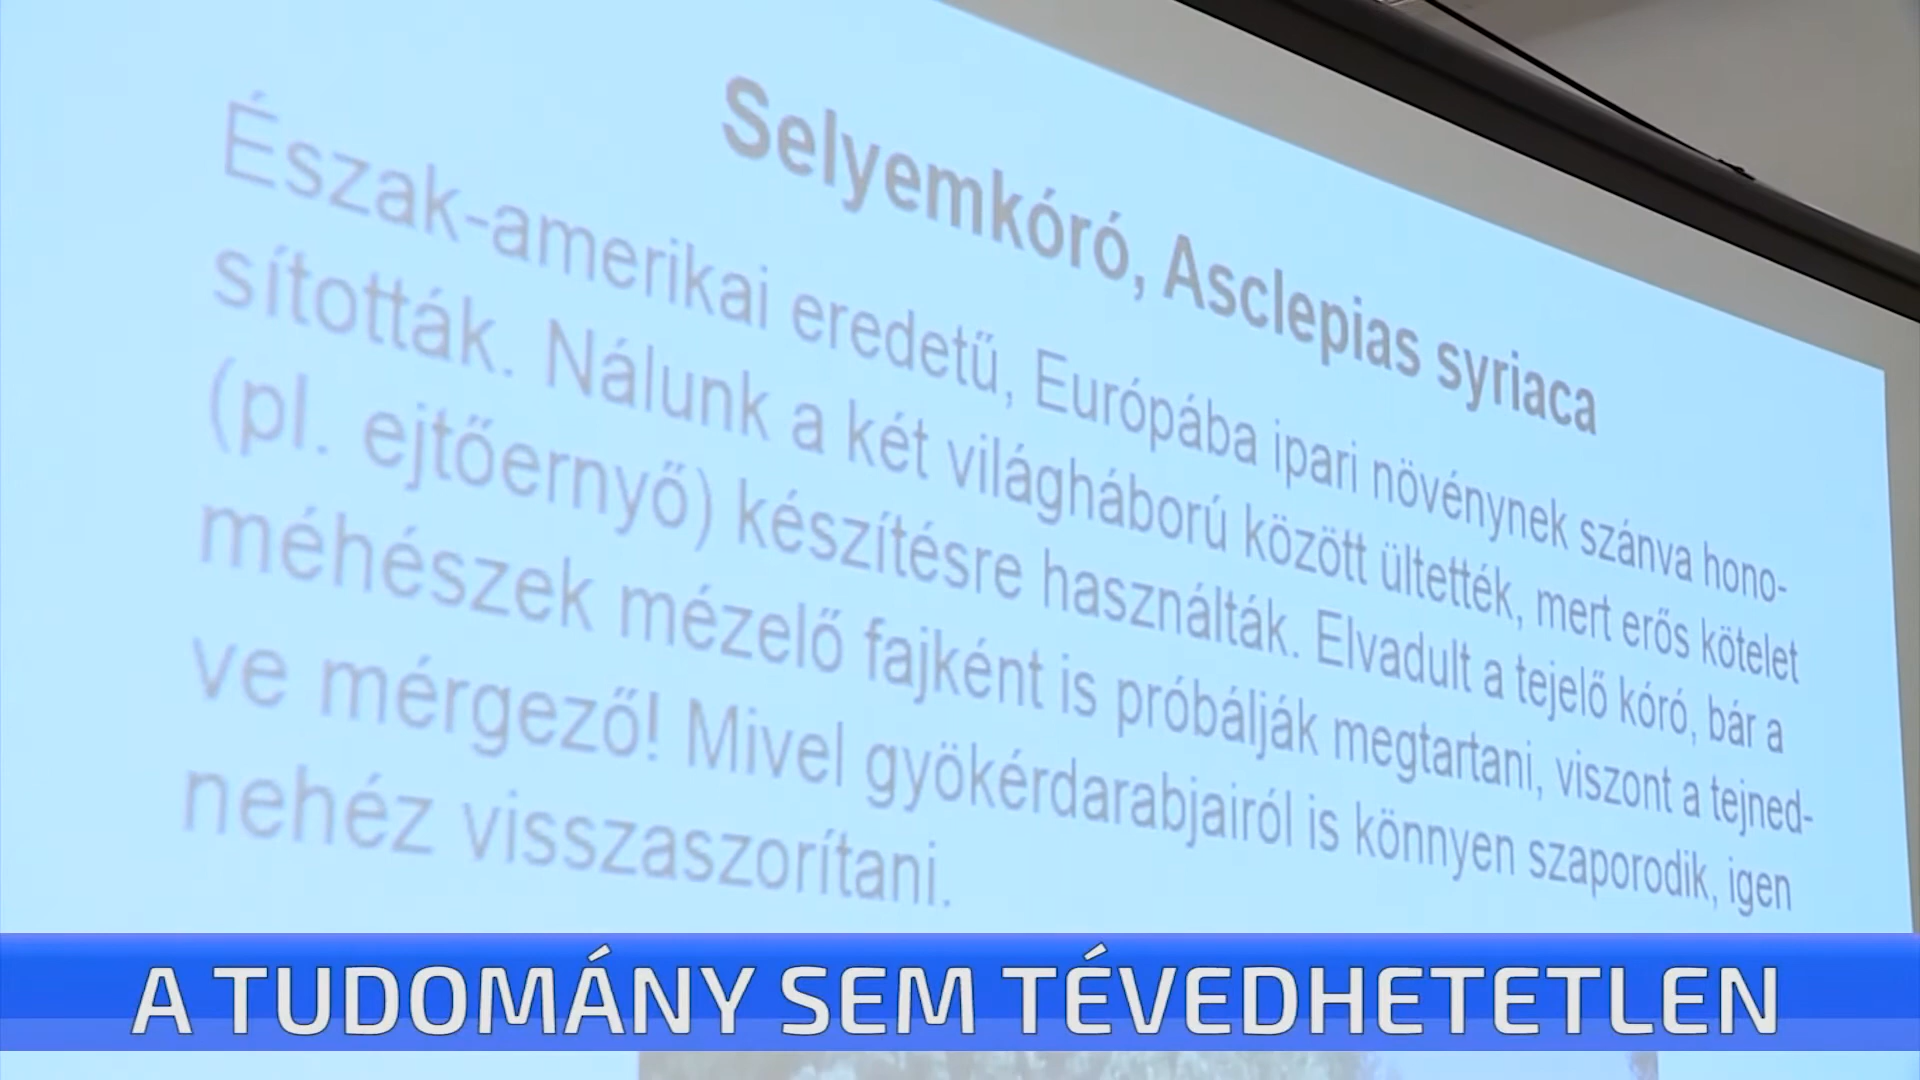 Selyemkóró, Asclepias syriaca
Észak-amerikai eredetű, Európába ipari növénynek szánva hono-
sították. Nálunk a két világháború között ültették, mert erős kötelet
(pl. ejtőernyő) készítésre használták. Elvadult a tejelő kóró, bár a
méhészek mézelő fajként is próbálják megtartani, viszont a tejned-
ve mérgező! Mivel gyökérdarabjairól is könnyen szaporodik, igen
nehéz visszaszorítani.
A TUDOMÁNY SEM TÉVEDHETETLEN